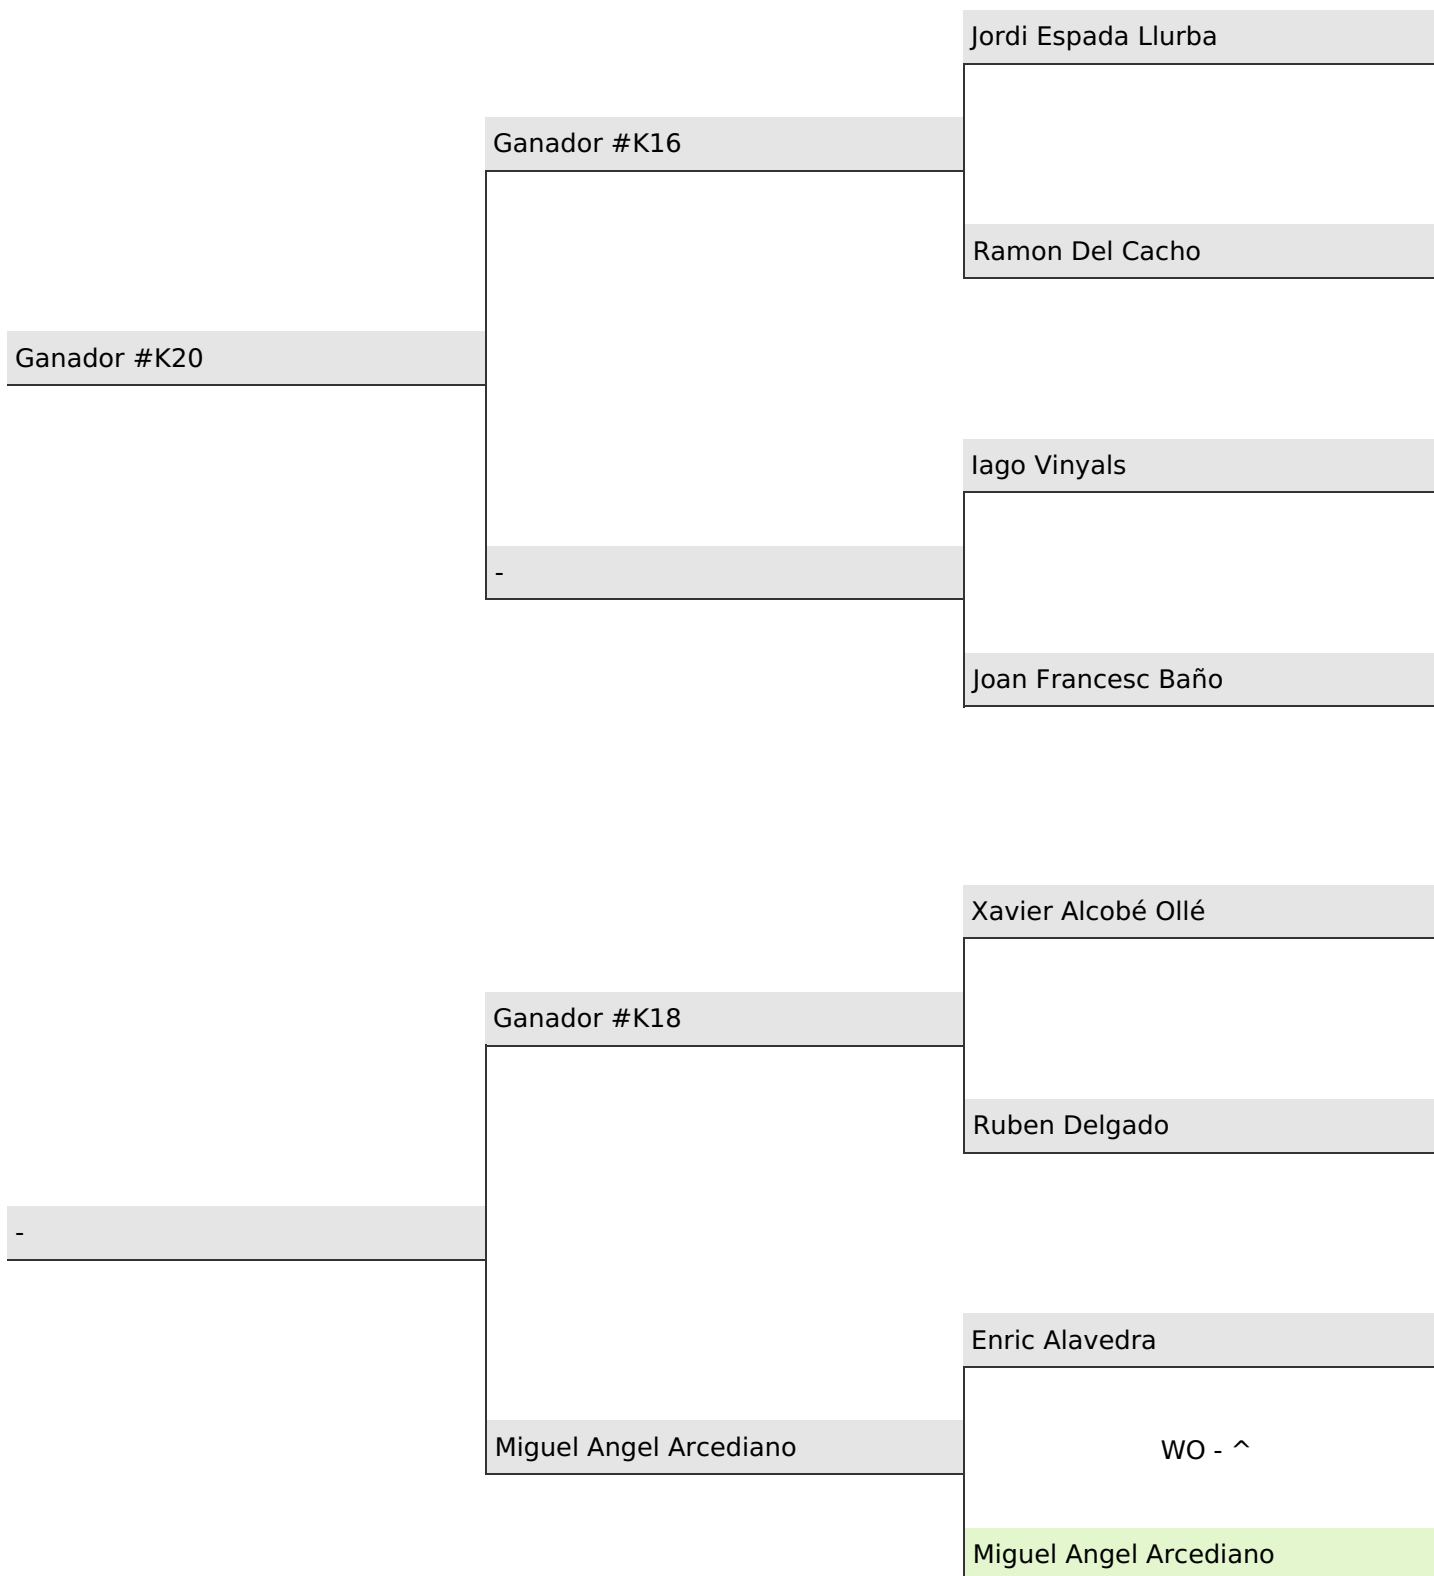 Jordi Espada Llurba
Ganador #K16
Ramon Del Cacho
Ganador #K20
Iago Vinyals
-
Joan Francesc Baño
Xavier Alcobé Ollé
Ganador #K18
Ruben Delgado
-
Enric Alavedra
Miguel Angel Arcediano
WO - ^
Miguel Angel Arcediano